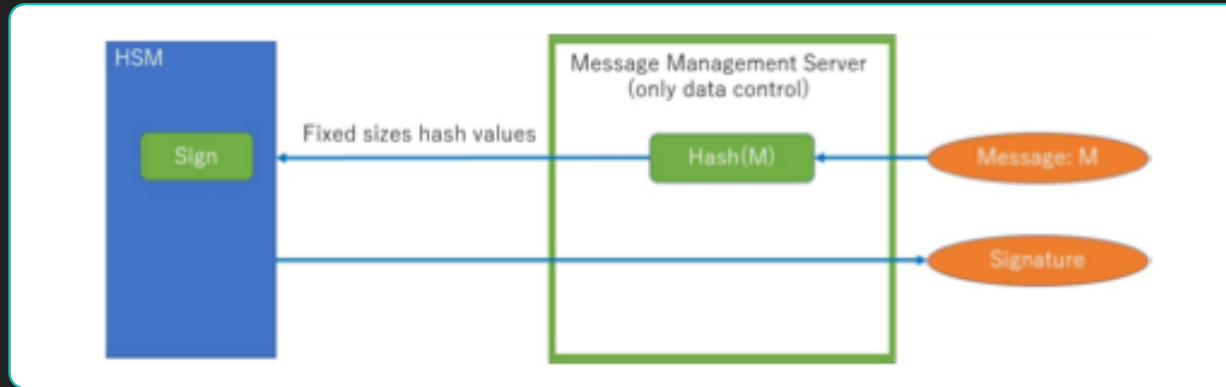 HSM
Message Management Server
(only data control)
Fixed sizes hash values
Sign
Hash(M)
Message: M
Signature